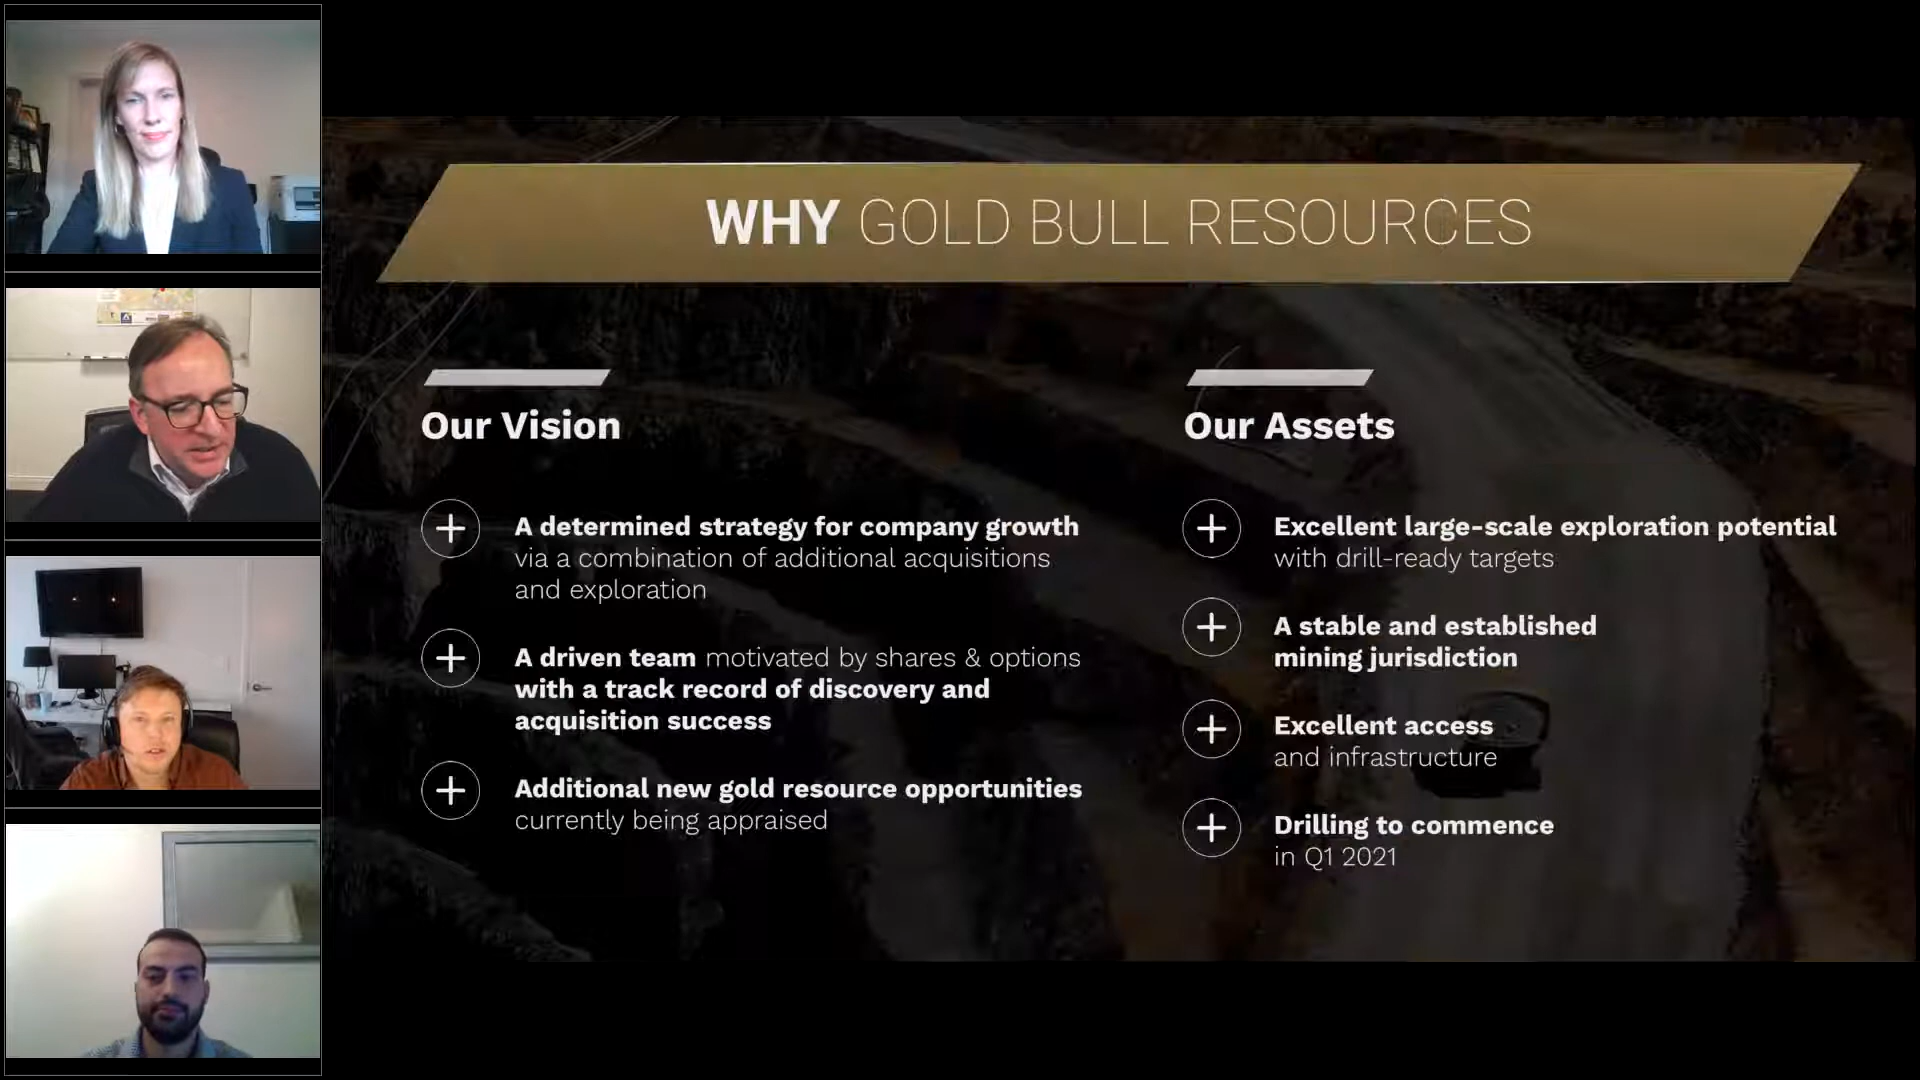 WHY GOLD BULL RESOURCES
Our Vision
A determined strategy for company growth
via a combination of additional acquisitions
and exploration
A driven team motivated by shares & options
with a track record of discovery and
acquisition success
Additional new gold resource opportunities
currently being appraised
Our Assets
Excellent large-scale exploration potential
with drill-ready targets
A stable and established
mining jurisdiction
Excellent access
and infrastructure
Drilling to commence
in Q1 2021